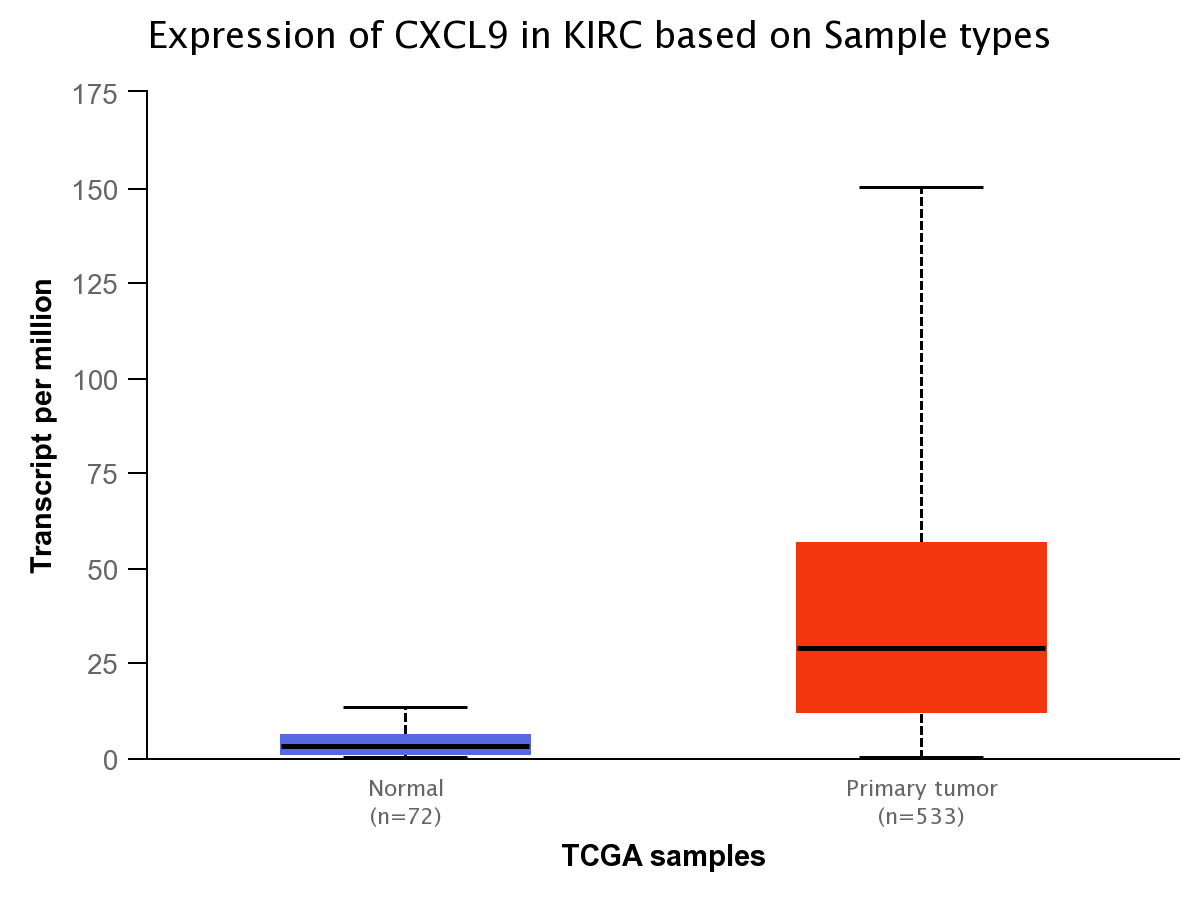 Expression of CXCL9 in KIRC based on Sample types
Transcript per million
175
150
125
100
75
50
25
0
Normal
(n=72)
Primary tumor
(n=533)
TCGA samples